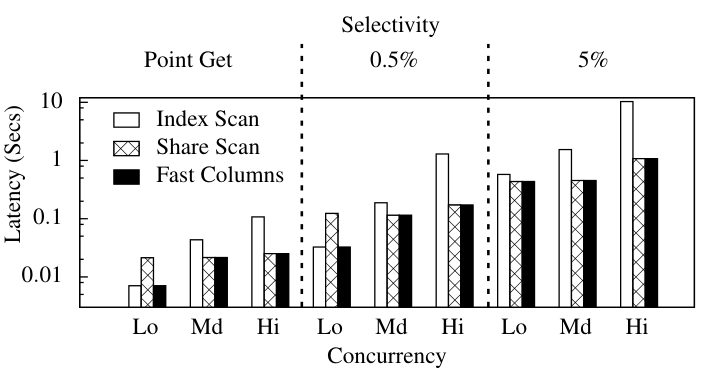 Selectivity
Point Get 0.5% 5%
10
1
0.1
0.01
Latency (Secs)
Index Scan
Share Scan
Fast Columns
Lo Md Hi Lo Md Hi Lo Md Hi
Concurrency